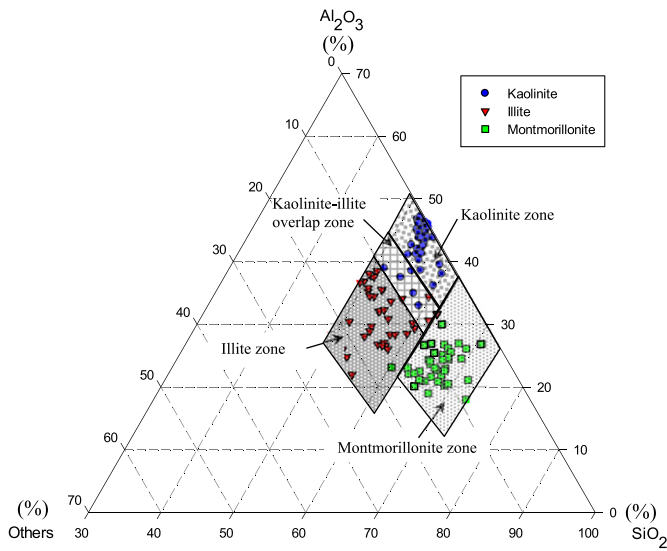 Al2O3
(%)
0
70
Kaolinite
Illite
Montmorillonite
10
60
20
50
Kaolinite-illite
overlap zone
Kaolinite zone
30
40
40
30
Illite zone
50
20
Montmorillonite zone
60
10
(%)
70
0
(%)
Others
30
40
50
60
70
80
90
100
SiO2